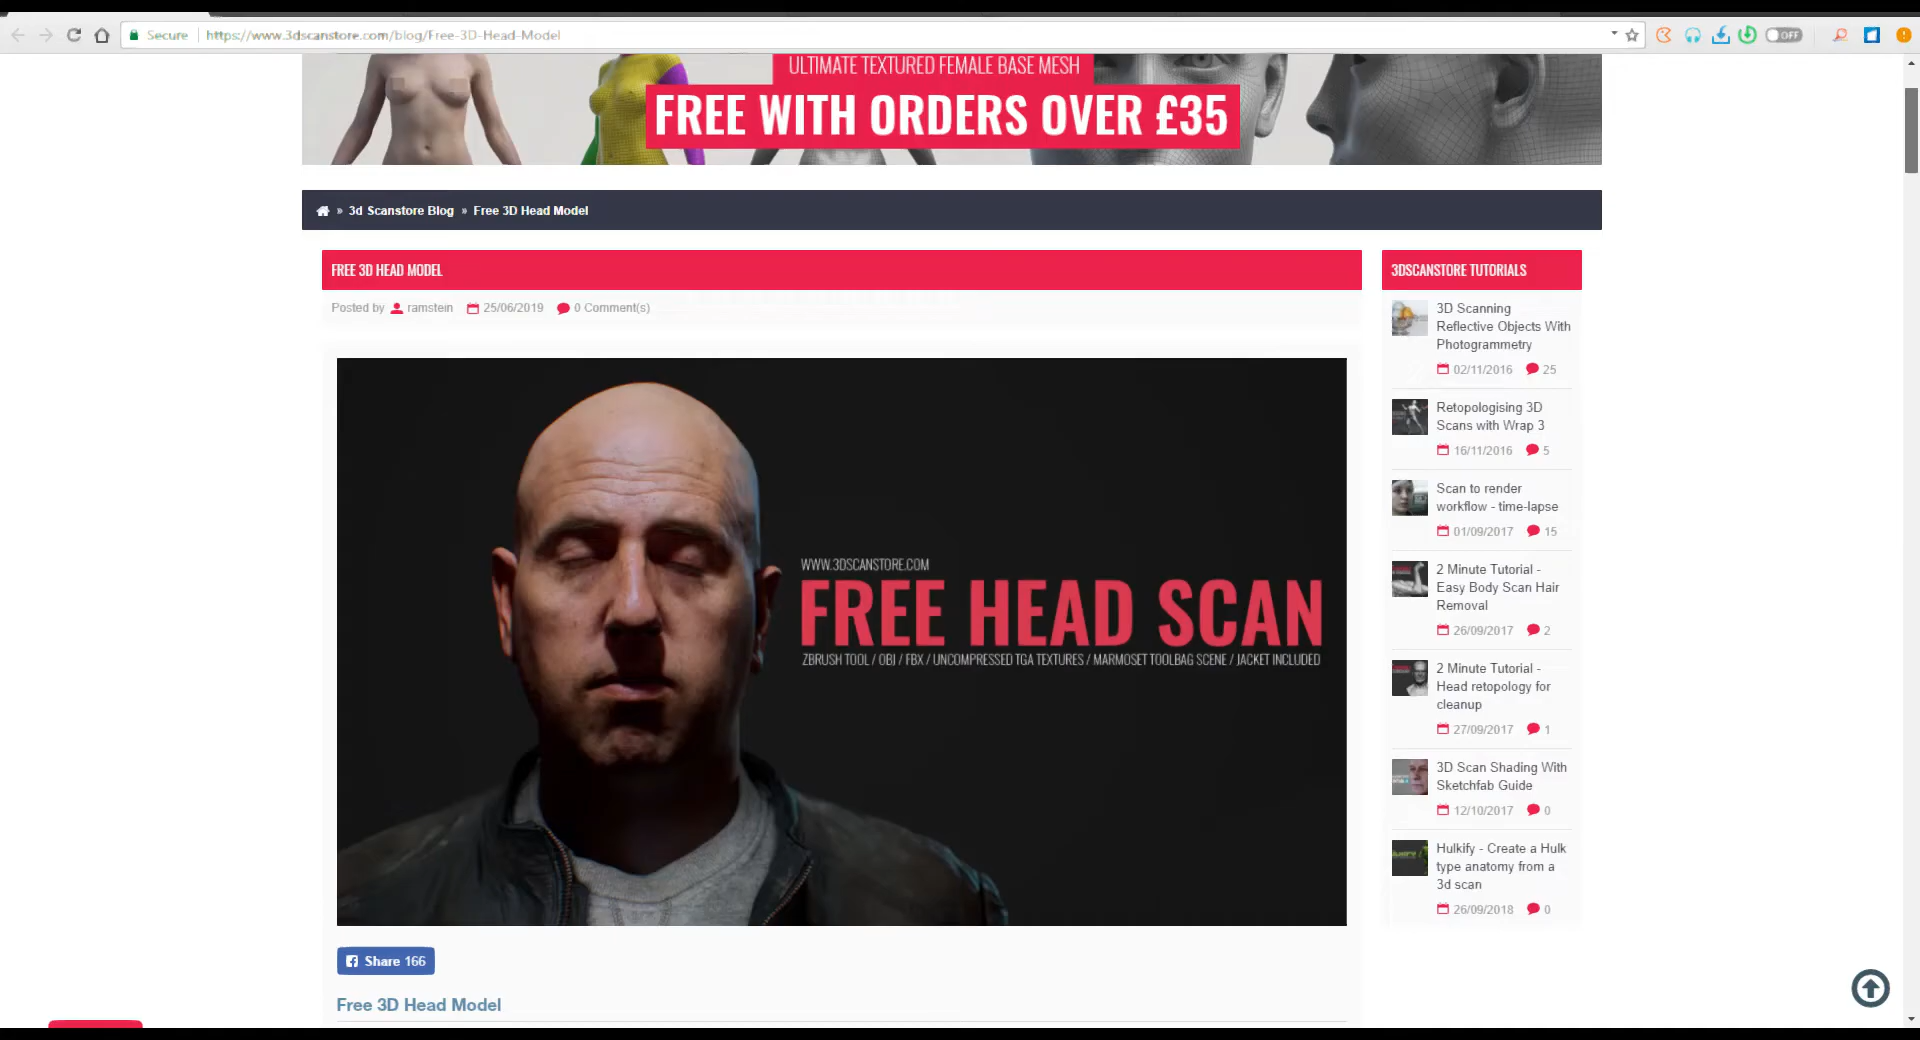 Secure
https://www.3dscanstore.com/blog/Free-3D-Head-Model
OFF
ULTIMATE TEXTURED FEMALE BASE MESH
FREE WITH ORDERS OVER £35
» 3d Scanstore Blog » Free 3D Head Model
FREE 3D HEAD MODEL
Posted by ramstein 25/06/2019 0 Comment(s)
WWW.3DSCANSTORE.COM
FREE HEAD SCAN
ZBRUSH TOOL / OBJ / FBX / UNCOMPRESSED TGA TEXTURES / MARMOSET TOOLBAG SCENE / JACKET INCLUDED
Share 166
Free 3D Head Model
3DSCANSTORE TUTORIALS
3D Scanning
Reflective Objects With
Photogrammetry
02/11/2016 25
Retopologising 3D
Scans with Wrap 3
16/11/2016 5
Scan to render
workflow - time-lapse
01/09/2017 15
2 Minute Tutorial -
Easy Body Scan Hair
Removal
26/09/2017 2
2 Minute Tutorial -
Head retopology for
cleanup
27/09/2017 1
3D Scan Shading With
Sketchfab Guide
12/10/2017 0
Hulkify - Create a Hulk
type anatomy from a
3d scan
26/09/2018 0